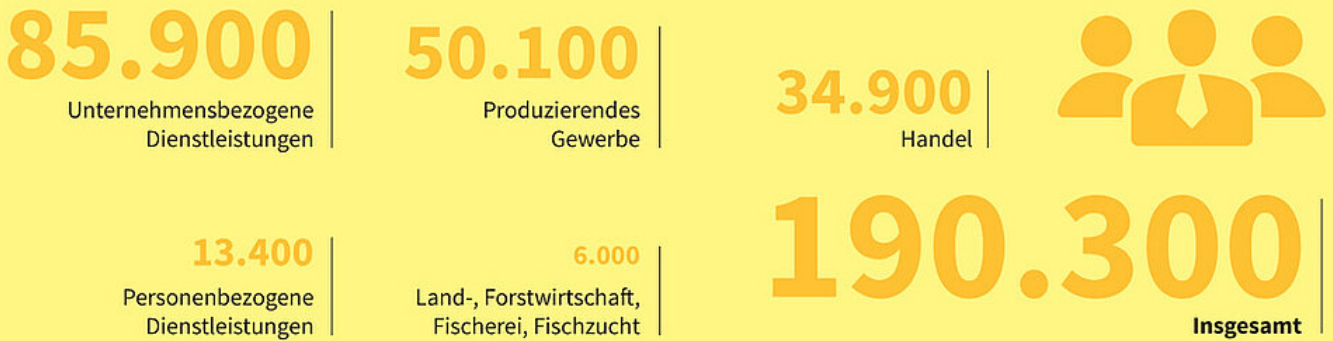 85.900
Unternehmensbezogene
Dienstleistungen
50.100
Produzierendes
Gewerbe
34.900
Handel
13.400
Personenbezogene
Dienstleistungen
6.000
Land-, Forstwirtschaft,
Fischerei, Fischzucht
190.300
Insgesamt